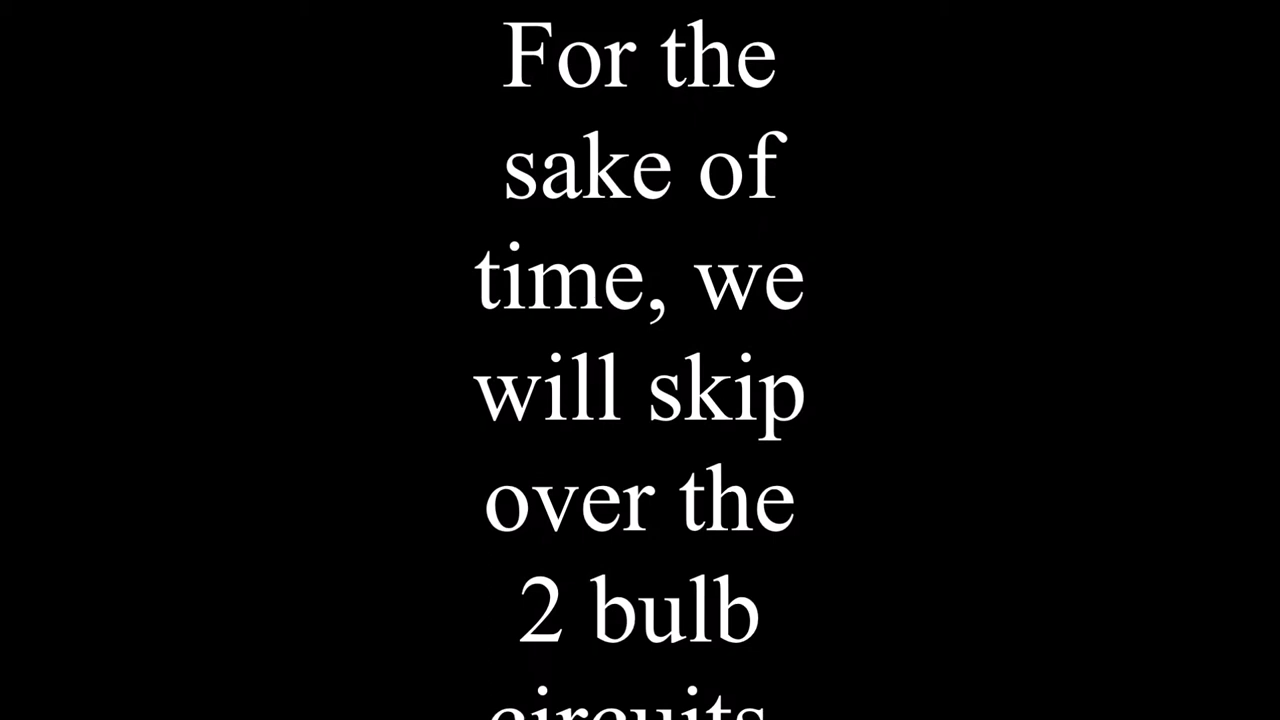 For the
sake of
time, we
will skip
over the
2 bulb
circuits.